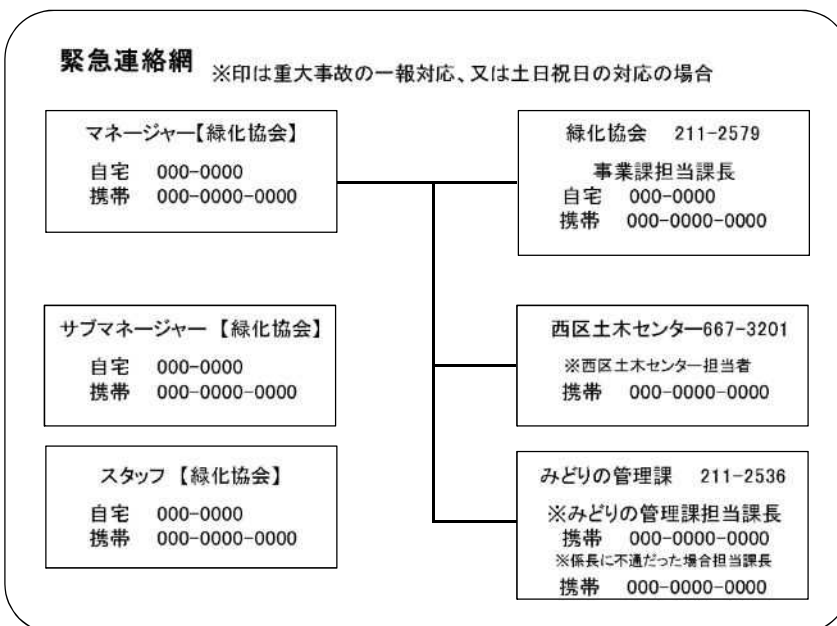 緊急連絡網 ※印は重大事故の一報対応、又は土日祝日の対応の場合
マネージャー【緑化協会】
自宅 000-0000
携帯 000-0000-0000
緑化協会 211-2579
事業課担当課長
自宅 000-0000
携帯 000-0000-0000
サブマネージャー 【緑化協会】
自宅 000-0000
携帯 000-0000-0000
西区土木センター667-3201
※西区土木センター担当者
携帯 000-0000-0000
スタッフ 【緑化協会】
自宅 000-0000
携帯 000-0000-0000
みどりの管理課 211-2536
※みどりの管理課担当課長
携帯 000-0000-0000
※係長に不通だった場合担当課長
携帯 000-0000-0000